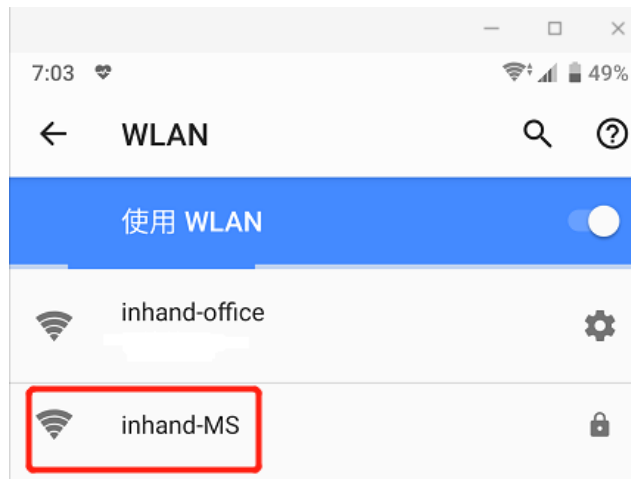 7:03 49%
WLAN
使用 WLAN
inhand-office
inhand-MS